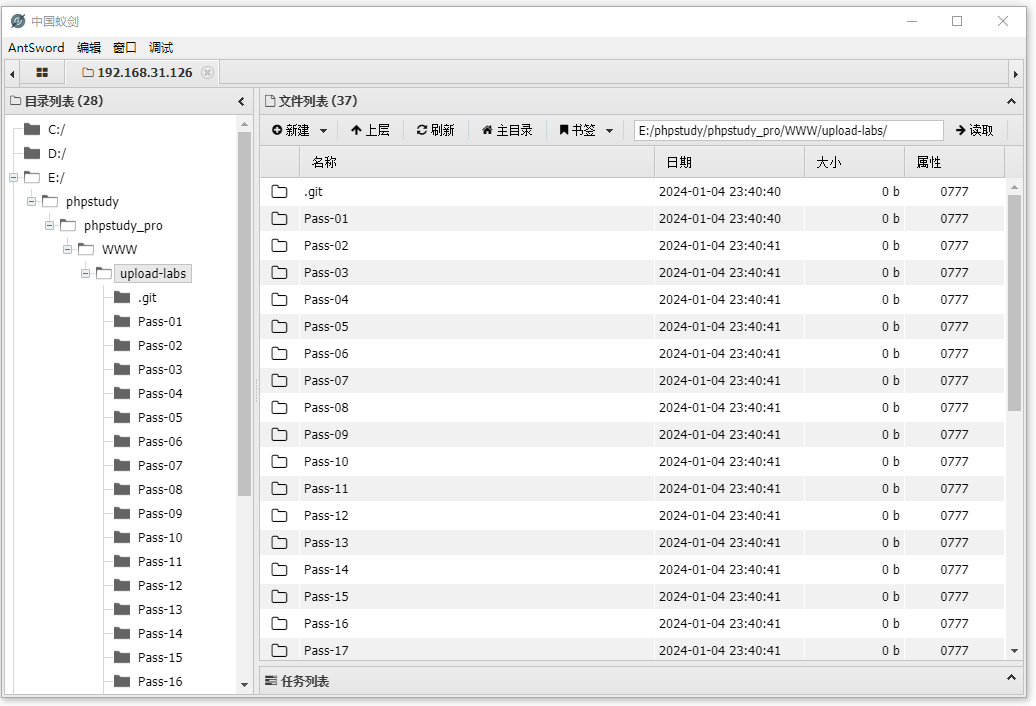 中国蚁剑
AntSword 编辑 窗口 调试
192.168.31.126
目录列表 (28)
C:/
D:/
E:/
phpstudy
phpstudy_pro
WWW
upload-labs
.git
Pass-01
Pass-02
Pass-03
Pass-04
Pass-05
Pass-06
Pass-07
Pass-08
Pass-09
Pass-10
Pass-11
Pass-12
Pass-13
Pass-14
Pass-15
Pass-16
文件列表 (37)
新建 上层 刷新 主目录 书签 E:/phpstudy/phpstudy_pro/WWW/upload-labs/ 读取
名称 日期 大小 属性
.git 2024-01-04 23:40:40 0 b 0777
Pass-01 2024-01-04 23:40:40 0 b 0777
Pass-02 2024-01-04 23:40:41 0 b 0777
Pass-03 2024-01-04 23:40:41 0 b 0777
Pass-04 2024-01-04 23:40:41 0 b 0777
Pass-05 2024-01-04 23:40:41 0 b 0777
Pass-06 2024-01-04 23:40:41 0 b 0777
Pass-07 2024-01-04 23:40:41 0 b 0777
Pass-08 2024-01-04 23:40:41 0 b 0777
Pass-09 2024-01-04 23:40:41 0 b 0777
Pass-10 2024-01-04 23:40:41 0 b 0777
Pass-11 2024-01-04 23:40:41 0 b 0777
Pass-12 2024-01-04 23:40:41 0 b 0777
Pass-13 2024-01-04 23:40:41 0 b 0777
Pass-14 2024-01-04 23:40:41 0 b 0777
Pass-15 2024-01-04 23:40:41 0 b 0777
Pass-16 2024-01-04 23:40:41 0 b 0777
Pass-17 2024-01-04 23:40:41 0 b 0777
任务列表